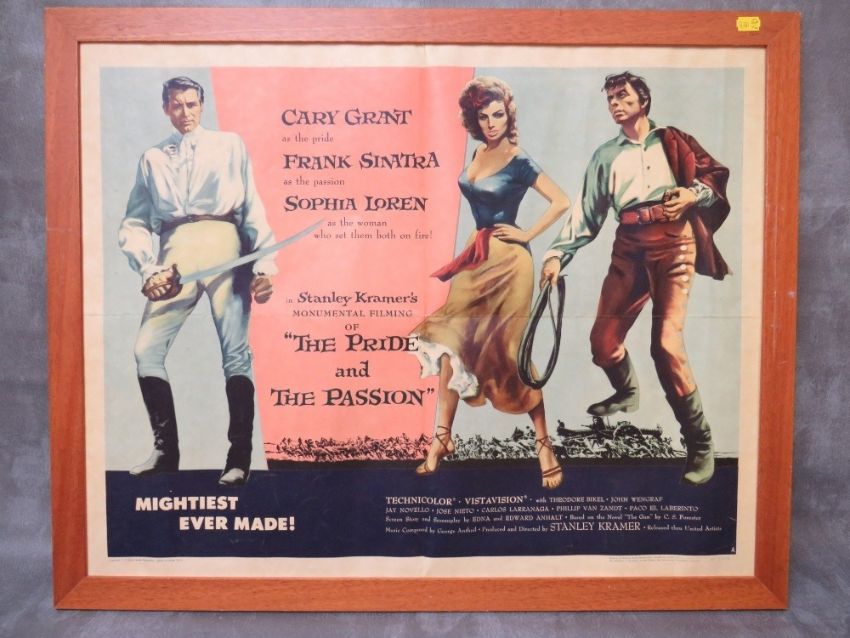 CARY GRANT
as the pride
FRANK SINATRA
as the passion
SOPHIA LOREN
as the woman
who set them both on fire!
in Stanley Kramer's
MONUMENTAL FILMING
OF
"THE PRIDE
and
THE PASSION"
MIGHTIEST
EVER MADE!
TECHNICOLOR® · VISTAVISION® · with THEODORE BIKEL · JOHN WENGRAF
JAY NOVELLO · JOSE NIETO · CARLOS LARRANAGA · PHILLIP VAN ZANDT · PACO EL LABERINTO
Screen Story and Screenplay by EDNA and EDWARD ANHALT · Based on the Novel "The Gun" by C. S. Forester
Music Composed by George Antheil · Produced and Directed by STANLEY KRAMER · Released thru United Artists